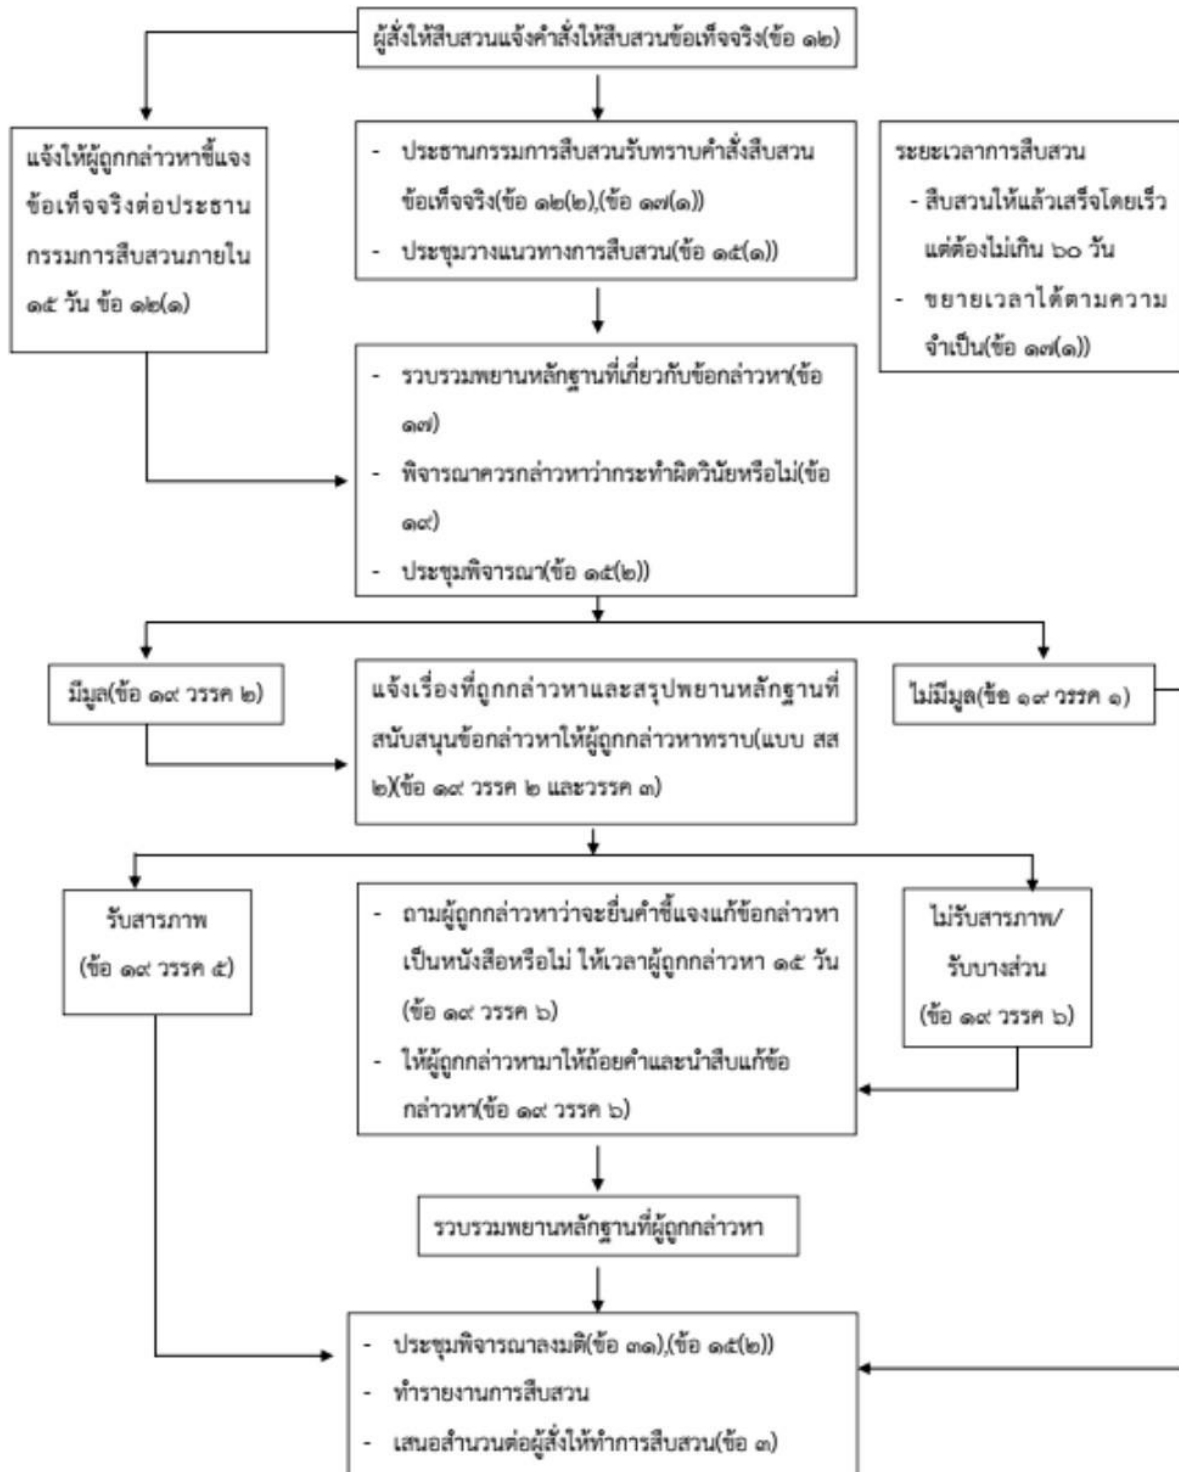 ผู้สั่งให้สืบสวนแจ้งคำสั่งให้สืบสวนข้อเท็จจริง(ข้อ ๑๒)
แจ้งให้ผู้ถูกกล่าวหาชี้แจง
ข้อเท็จจริงต่อประธาน
กรรมการสืบสวนภายใน
๑๕ วัน ข้อ ๑๒(๑)
- ประธานกรรมการสืบสวนรับทราบคำสั่งสืบสวน
ข้อเท็จจริง(ข้อ ๑๒(๒),(ข้อ ๑๗(๑))
- ประชุมวางแนวทางการสืบสวน(ข้อ ๑๕(๑))
ระยะเวลาการสืบสวน
- สืบสวนให้แล้วเสร็จโดยเร็ว
แต่ต้องไม่เกิน ๖๐ วัน
- ขยายเวลาได้ตามความ
จำเป็น(ข้อ ๑๗(๑))
- รวบรวมพยานหลักฐานที่เกี่ยวกับข้อกล่าวหา(ข้อ
๑๗)
- พิจารณาควรกล่าวหาว่ากระทำผิดวินัยหรือไม่(ข้อ
๑๙)
- ประชุมพิจารณา(ข้อ ๑๕(๒))
มีมูล(ข้อ ๑๙ วรรค ๒)
แจ้งเรื่องที่ถูกกล่าวหาและสรุปพยานหลักฐานที่
สนับสนุนข้อกล่าวหาให้ผู้ถูกกล่าวหาทราบ(แบบ สส
๒)(ข้อ ๑๙ วรรค ๒ และวรรค ๓)
ไม่มีมูล(ข้อ ๑๙ วรรค ๑)
รับสารภาพ
(ข้อ ๑๙ วรรค ๕)
- ถามผู้ถูกกล่าวหาว่าจะยื่นคำชี้แจงแก้ข้อกล่าวหา
เป็นหนังสือหรือไม่ ให้เวลาผู้ถูกกล่าวหา ๑๕ วัน
(ข้อ ๑๙ วรรค ๖)
- ให้ผู้ถูกกล่าวหามาให้ถ้อยคำและนำสืบแก้ข้อ
กล่าวหา(ข้อ ๑๙ วรรค ๖)
ไม่รับสารภาพ/
รับบางส่วน
(ข้อ ๑๙ วรรค ๖)
รวบรวมพยานหลักฐานที่ผู้ถูกกล่าวหา
- ประชุมพิจารณาลงมติ(ข้อ ๓๑),(ข้อ ๑๕(๒))
- ทำรายงานการสืบสวน
- เสนอสำนวนต่อผู้สั่งให้ทำการสืบสวน(ข้อ ๓)